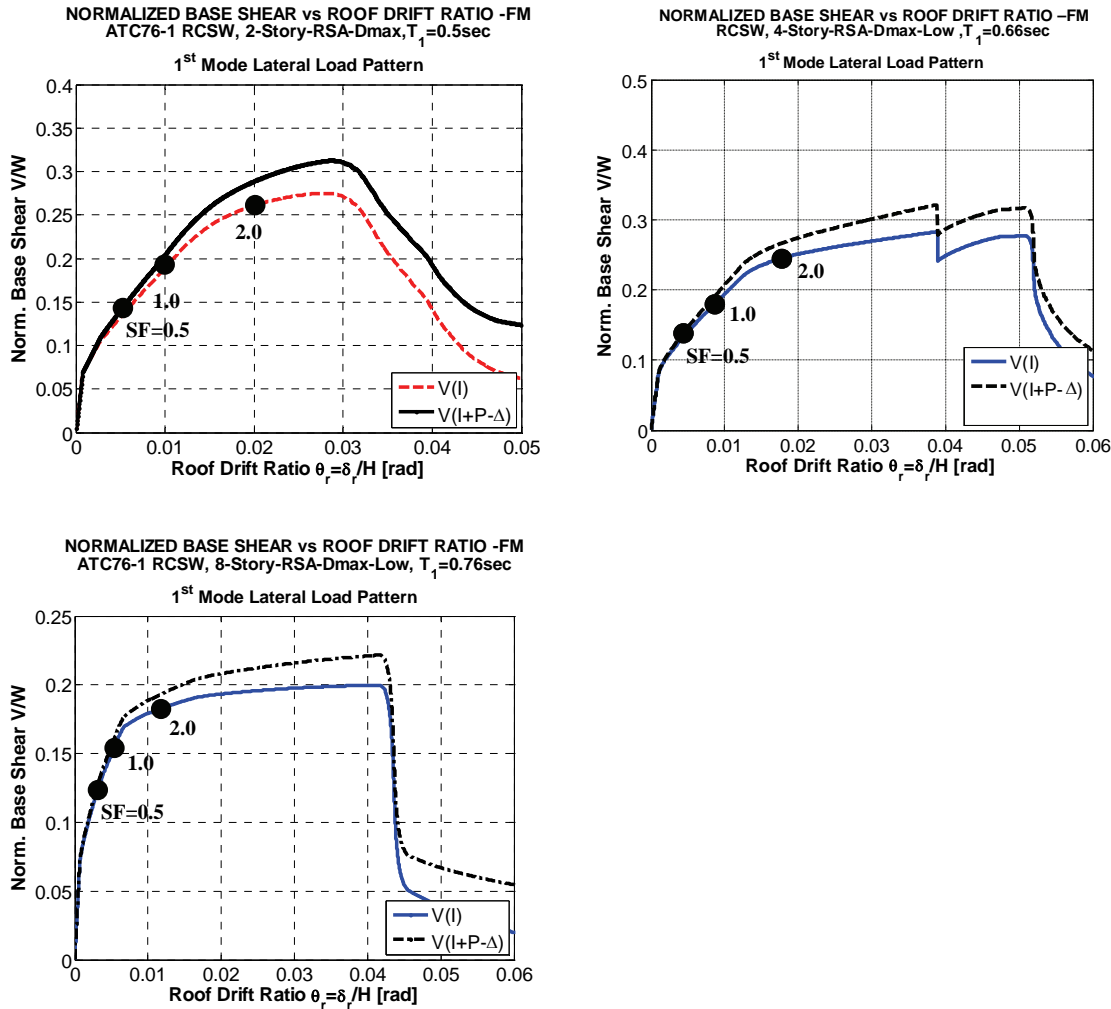 NORMALIZED BASE SHEAR vs ROOF DRIFT RATIO -FM
ATC76-1 RCSW, 2-Story-RSA-Dmax,T1=0.5sec
1st Mode Lateral Load Pattern
Norm. Base Shear V/W
0.4
0.35
0.3
0.25
0.2
0.15
0.1
0.05
0
2.0
1.0
SF=0.5
V(I)
V(I+P-Δ)
0
0.01
0.02
0.03
0.04
0.05
Roof Drift Ratio θr=δr/H [rad]
NORMALIZED BASE SHEAR vs ROOF DRIFT RATIO –FM
RCSW, 4-Story-RSA-Dmax-Low ,T1=0.66sec
1st Mode Lateral Load Pattern
Norm. Base Shear V/W
0.5
0.4
0.3
0.2
0.1
0
2.0
1.0
SF=0.5
V(I)
V(I+P-Δ)
0
0.01
0.02
0.03
0.04
0.05
0.06
Roof Drift Ratio θr=δr/H [rad]
NORMALIZED BASE SHEAR vs ROOF DRIFT RATIO -FM
ATC76-1 RCSW, 8-Story-RSA-Dmax-Low, T1=0.76sec
1st Mode Lateral Load Pattern
Norm. Base Shear V/W
0.25
0.2
0.15
0.1
0.05
0
2.0
1.0
SF=0.5
V(I)
V(I+P-Δ)
0
0.01
0.02
0.03
0.04
0.05
0.06
Roof Drift Ratio θr=δr/H [rad]